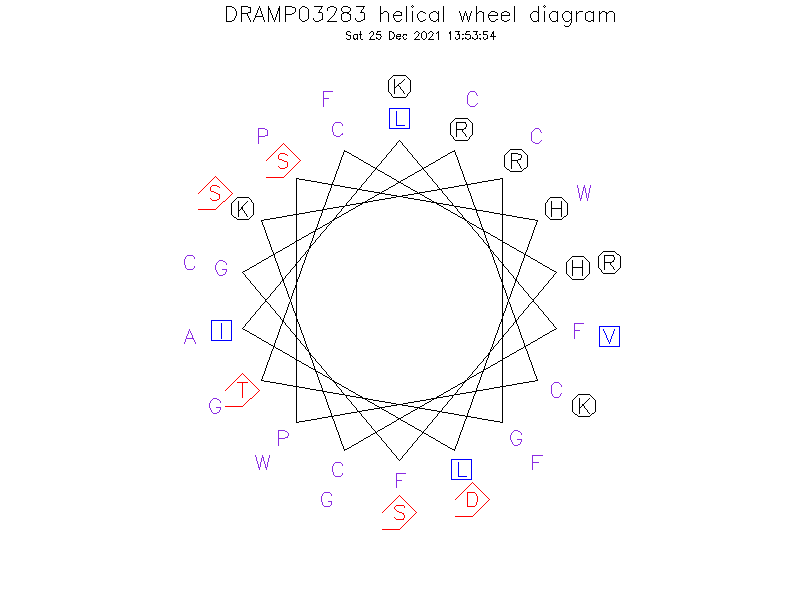 DRAMP03283 helical wheel diagram
Sat 25 Dec 2021 13:53:54
K
F C
C L R C
P S R
S K H W
C G H R
A I F V
G T C K
P G
W C L F
F
G S D